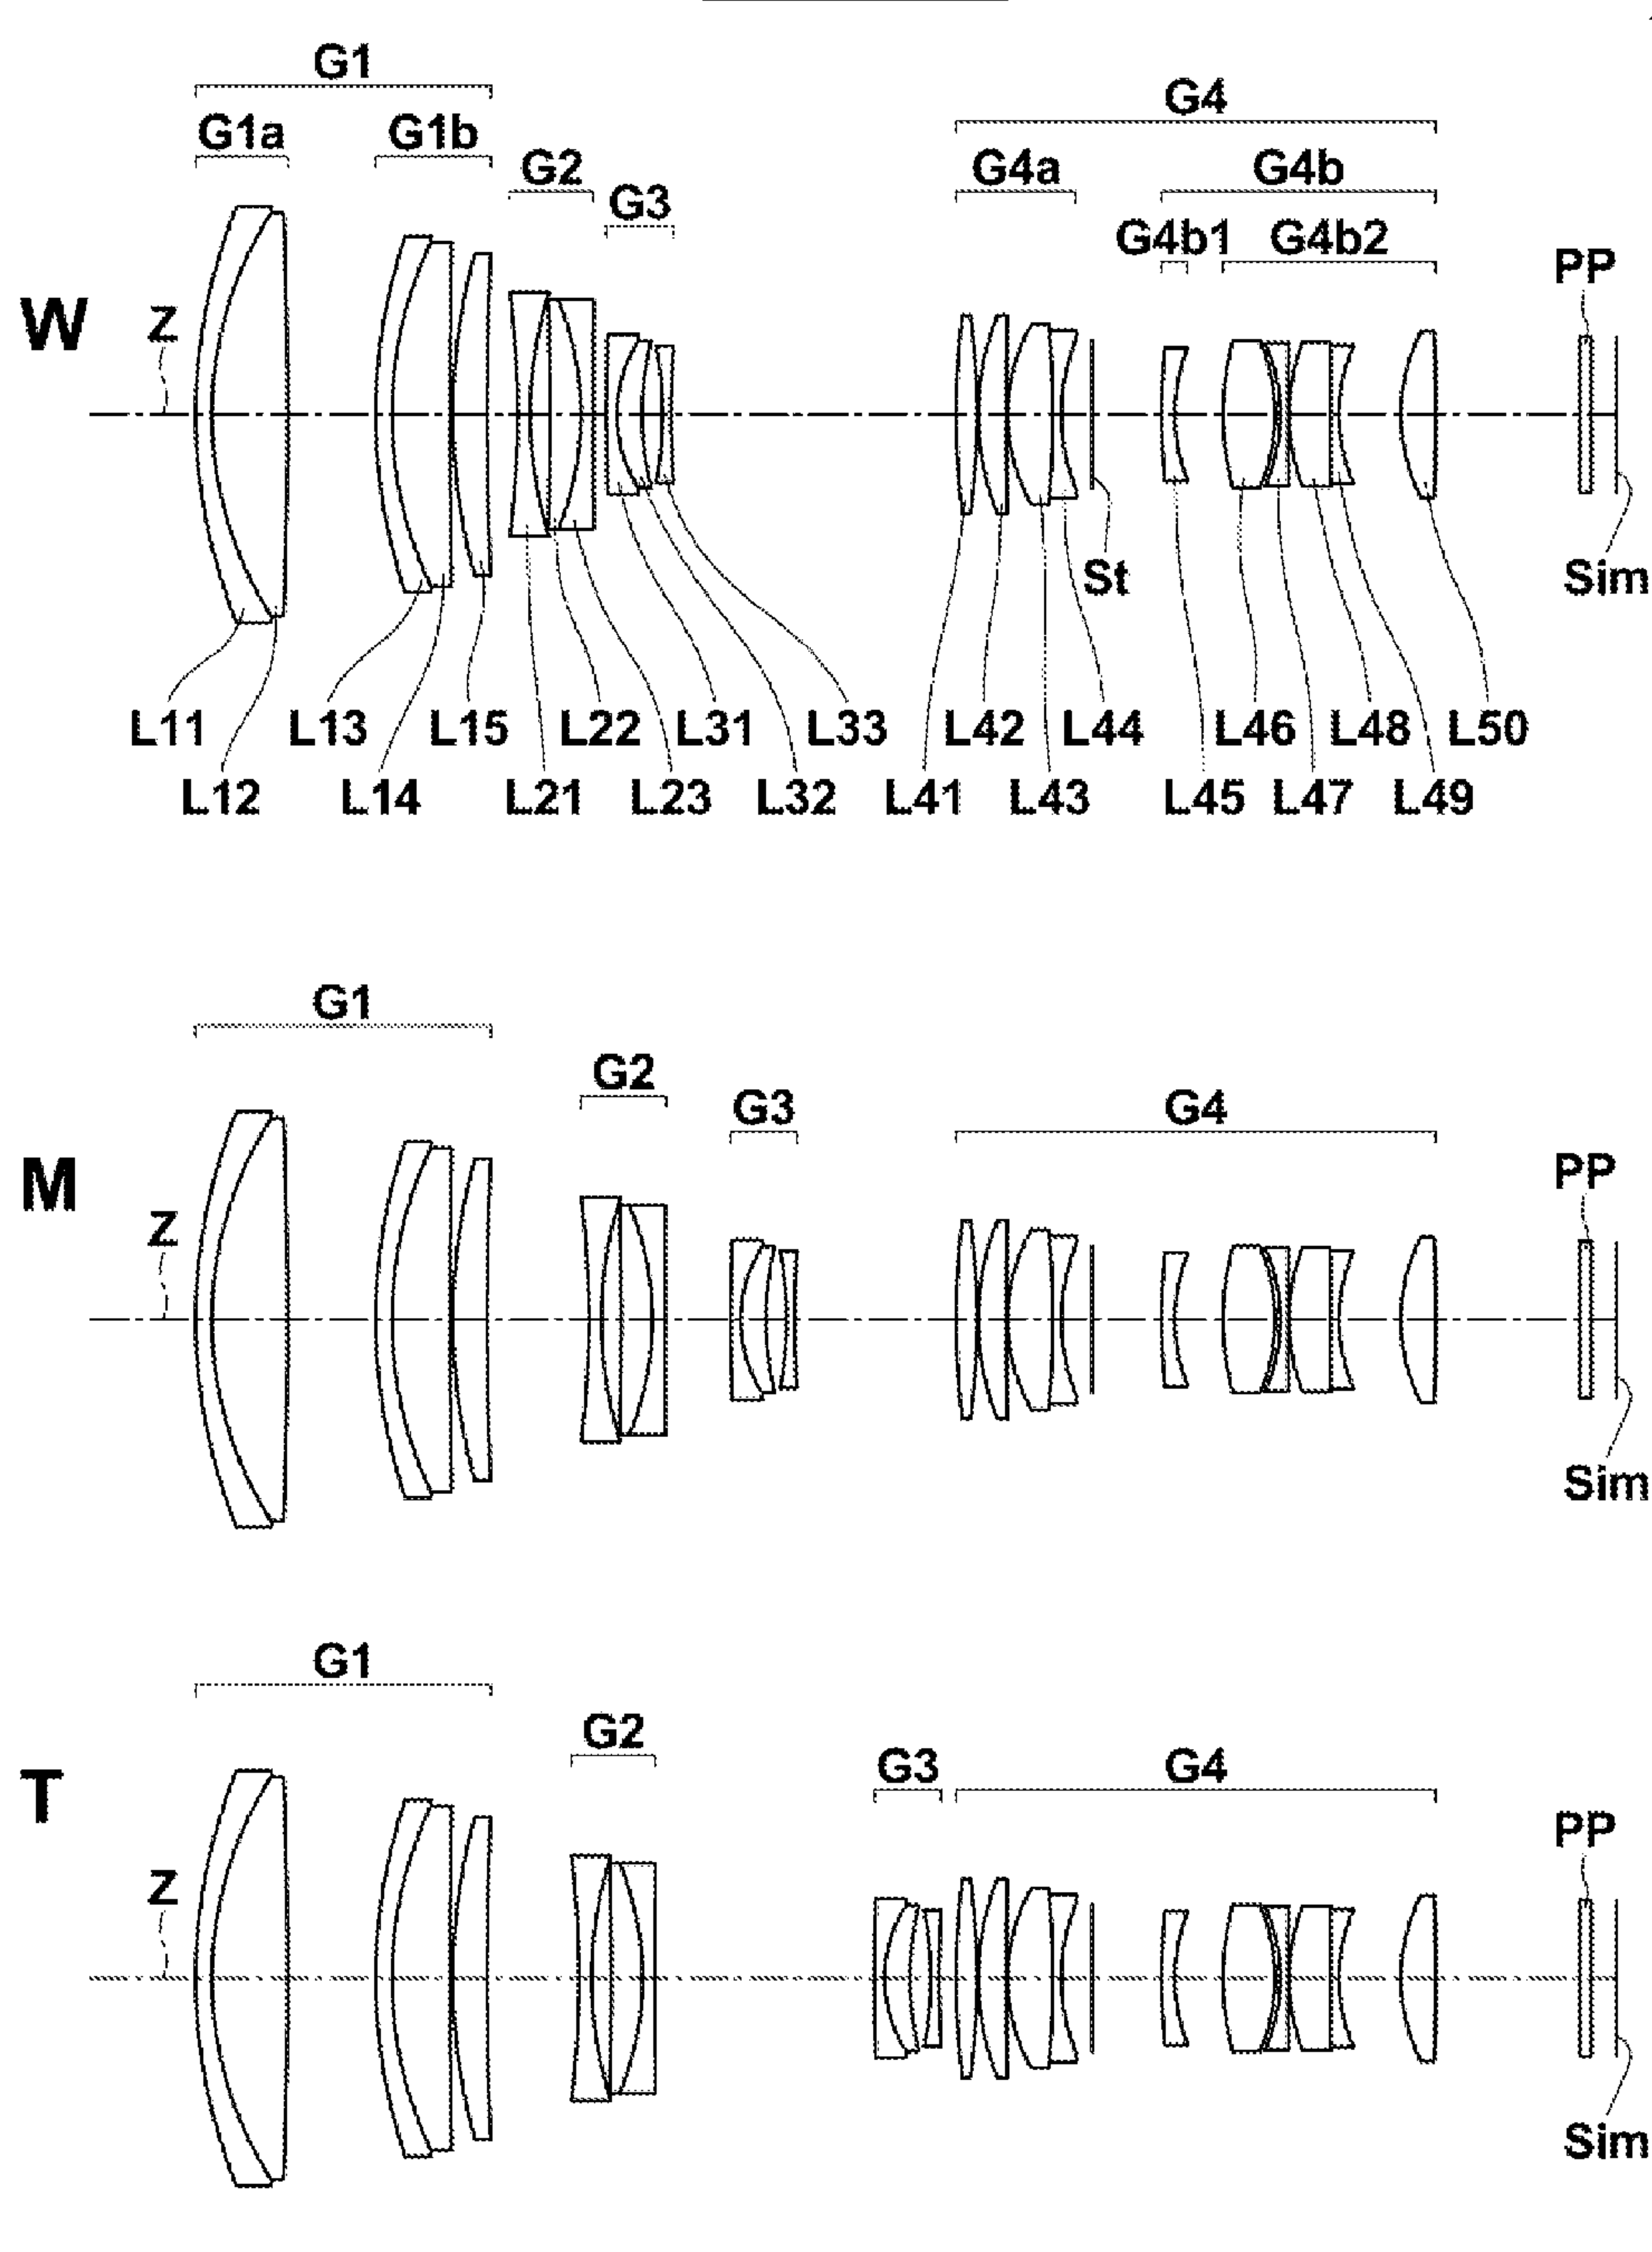 G1
G4
G1a G1b
G2
G4a G4b
G3
G4b1 G4b2
PP
W
Z
St
Sim
L11 L13 L15 L22 L31 L33 L42 L44 L46 L48 L50
L12 L14 L21 L23 L32 L41 L43 L45 L47 L49
G1
G2
G3 G4
M
PP
Z
Sim
G1
G2
G3 G4
T
PP
Z
Sim